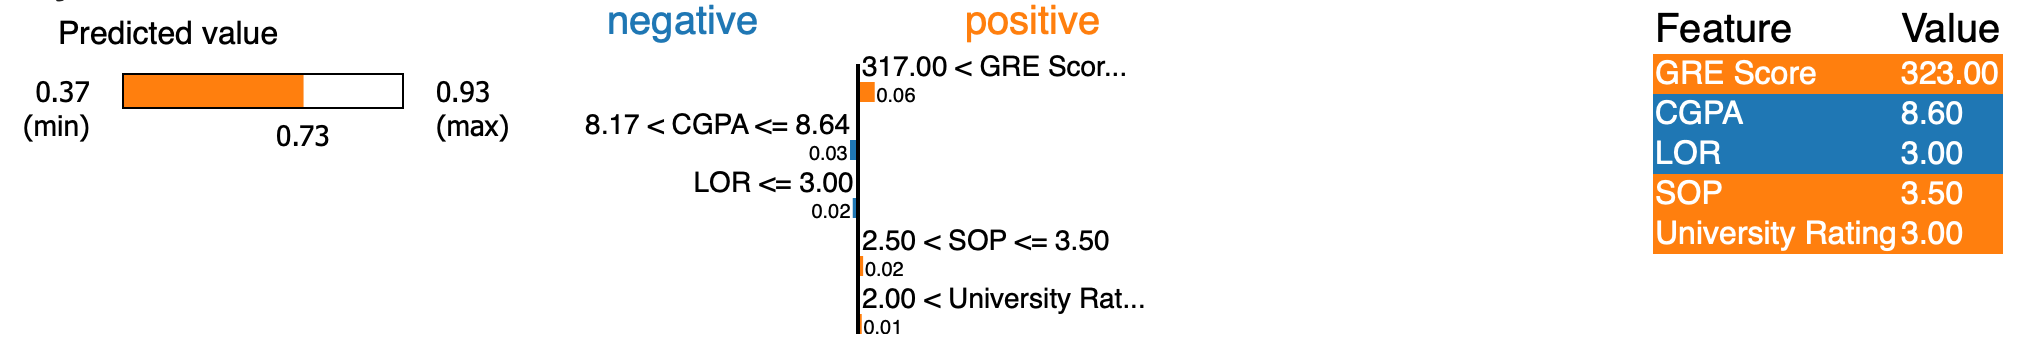 Predicted value
0.37
(min)
0.93
(max)
0.73
negative
positive
317.00 < GRE Scor...
0.06
8.17 < CGPA <= 8.64
0.03
LOR <= 3.00
0.02
2.50 < SOP <= 3.50
0.02
2.00 < University Rat...
0.01
Feature Value
GRE Score 323.00
CGPA 8.60
LOR 3.00
SOP 3.50
University Rating 3.00